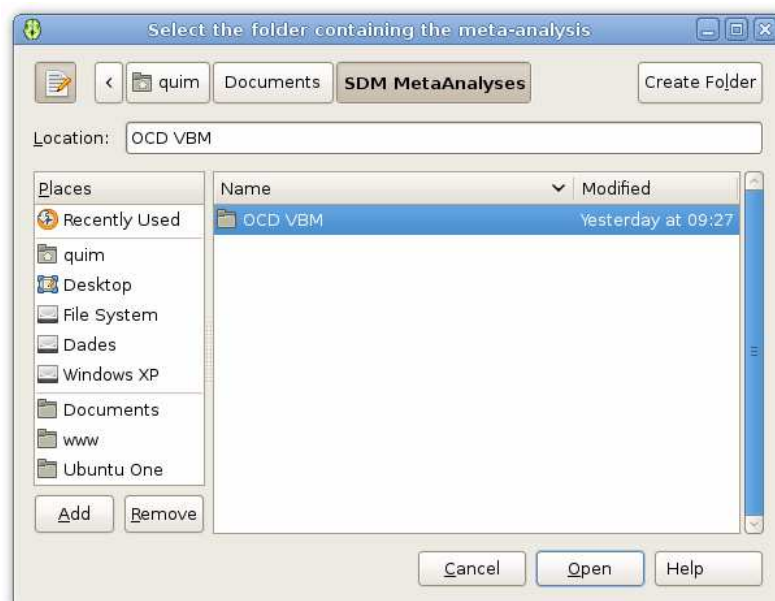 Select the folder containing the meta-analysis
quim Documents SDM MetaAnalyses Create Folder
Location: OCD VBM
Places Name Modified
Recently Used OCD VBM Yesterday at 09:27
quim
Desktop
File System
Dades
Windows XP
Documents
www
Ubuntu One
Add Remove
Cancel Open Help